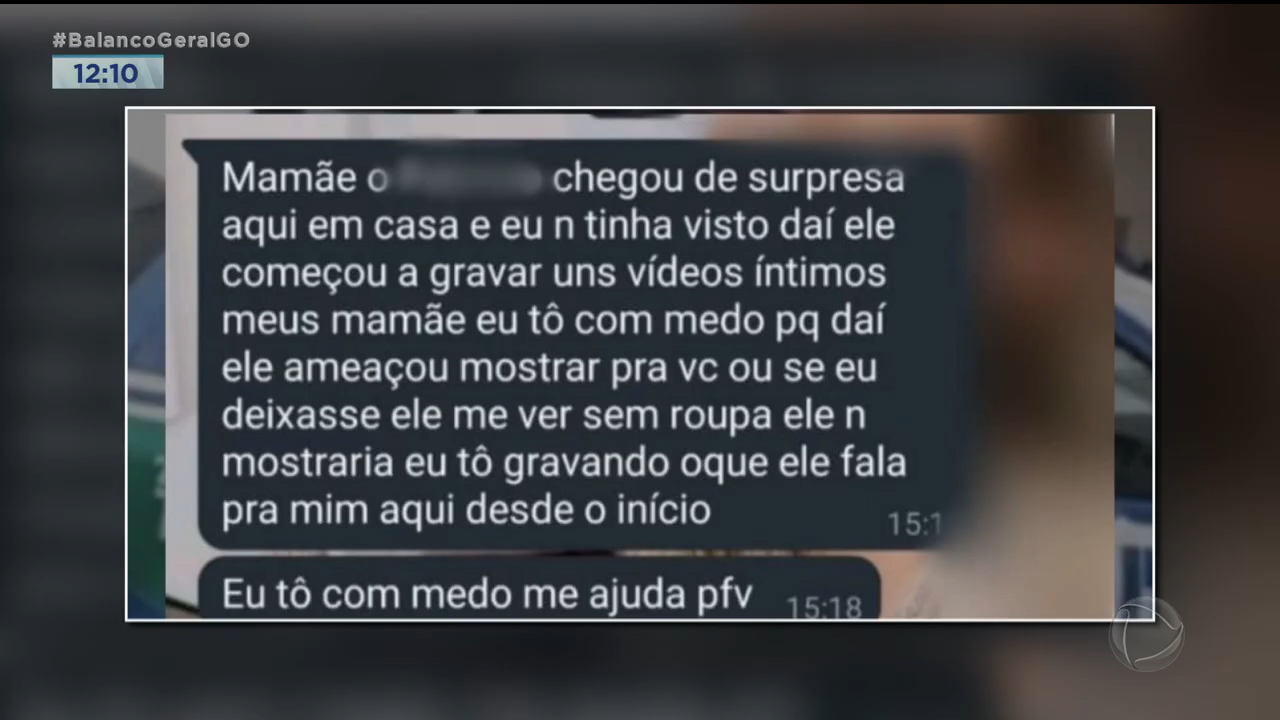 #BalancoGeralGO
12:10
Mamãe o chegou de surpresa
aqui em casa e eu n tinha visto daí ele
começou a gravar uns vídeos íntimos
meus mamãe eu tô com medo pq daí
ele ameaçou mostrar pra vc ou se eu
deixasse ele me ver sem roupa ele n
mostraria eu tô gravando oque ele fala
pra mim aqui desde o início
15:1
Eu tô com medo me ajuda pfv
15:18